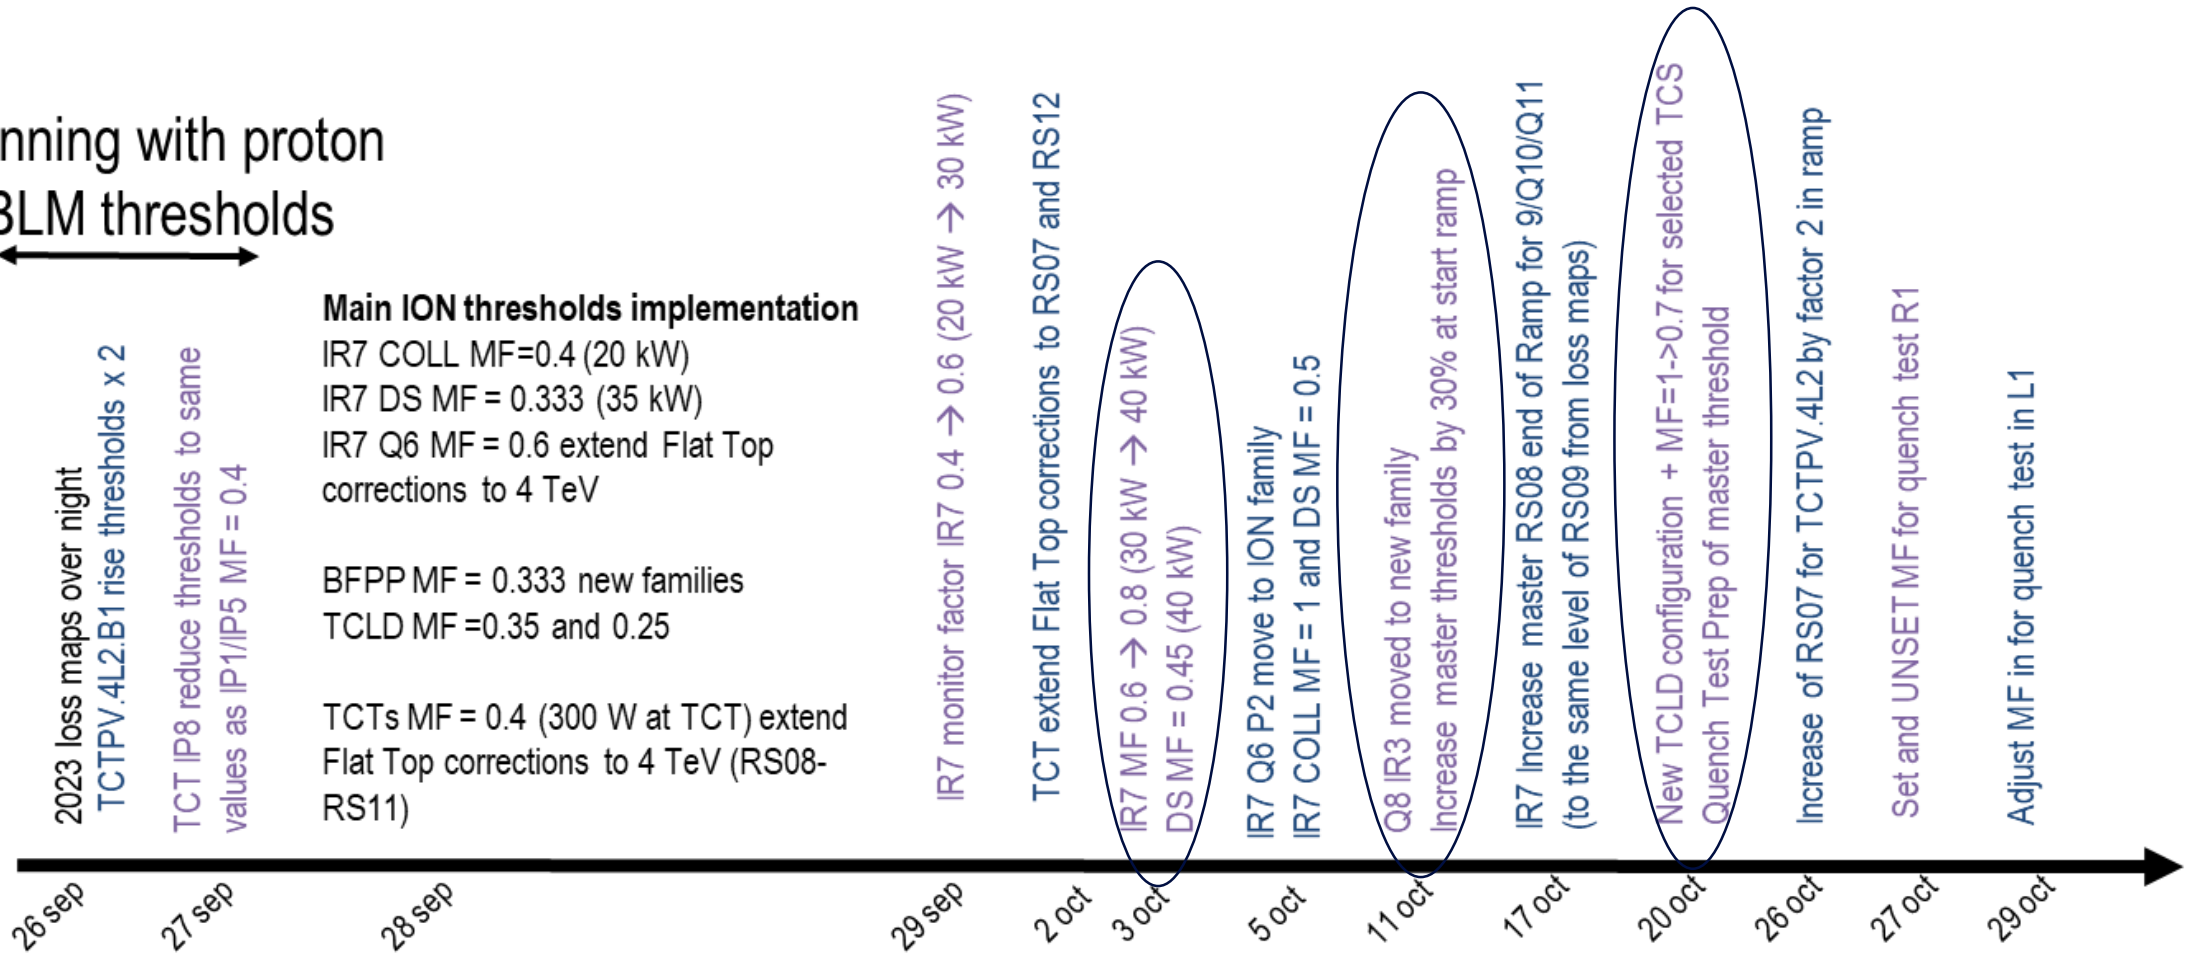 nning with proton
BLM thresholds
2023 loss maps over night
TCTPV.4L2.B1 rise thresholds x 2
TCT IP8 reduce thresholds to same
values as IP1/IP5 MF = 0.4
Main ION thresholds implementation
IR7 COLL MF=0.4 (20 kW)
IR7 DS MF = 0.333 (35 kW)
IR7 Q6 MF = 0.6 extend Flat Top
corrections to 4 TeV
BFPP MF = 0.333 new families
TCLD MF =0.35 and 0.25
TCTs MF = 0.4 (300 W at TCT) extend
Flat Top corrections to 4 TeV (RS08-
RS11)
IR7 monitor factor IR7 0.4 → 0.6 (20 kW → 30 kW)
TCT extend Flat Top corrections to RS07 and RS12
IR7 MF 0.6 → 0.8 (30 kW → 40 kW)
DS MF = 0.45 (40 kW)
IR7 Q6 P2 move to ION family
IR7 COLL MF = 1 and DS MF = 0.5
Q8 IR3 moved to new family
Increase master thresholds by 30% at start ramp
IR7 Increase master RS08 end of Ramp for 9/Q10/Q11
(to the same level of RS09 from loss maps)
New TCLD configuration + MF=1->0.7 for selected TCS
Quench Test Prep of master threshold
Increase of RS07 for TCTPV.4L2 by factor 2 in ramp
Set and UNSET MF for quench test R1
Adjust MF in for quench test in L1
26 sep
27 sep
28 sep
29 sep
2 oct
3 oct
5 oct
11 oct
17 oct
20 oct
26 oct
27 oct
29 oct